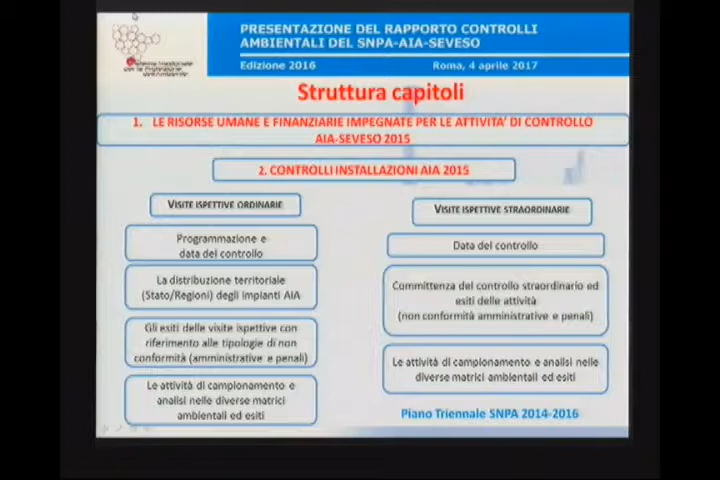 PRESENTAZIONE DEL RAPPORTO CONTROLLI
AMBIENTALI DEL SNPA-AIA-SEVESO
Edizione 2016
Roma, 4 aprile 2017
Struttura capitoli
1. LE RISORSE UMANE E FINANZIARIE IMPEGNATE PER LE ATTIVITA' DI CONTROLLO
AIA-SEVESO 2015
2. CONTROLLI INSTALLAZIONI AIA 2015
VISITE ISPETTIVE ORDINARIE
Programmazione e
data del controllo
La distribuzione territoriale
(Stato/Regioni) degli impianti AIA
Gli esiti delle visite ispettive con
riferimento alle tipologie di non
conformità (amministrative e penali)
Le attività di campionamento e
analisi nelle diverse matrici
ambientali ed esiti
VISITE ISPETTIVE STRAORDINARIE
Data del controllo
Committenza del controllo straordinario ed
esiti delle attività
(non conformità amministrative e penali)
Le attività di campionamento e analisi nelle
diverse matrici ambientali ed esiti
Piano Triennale SNPA 2014-2016